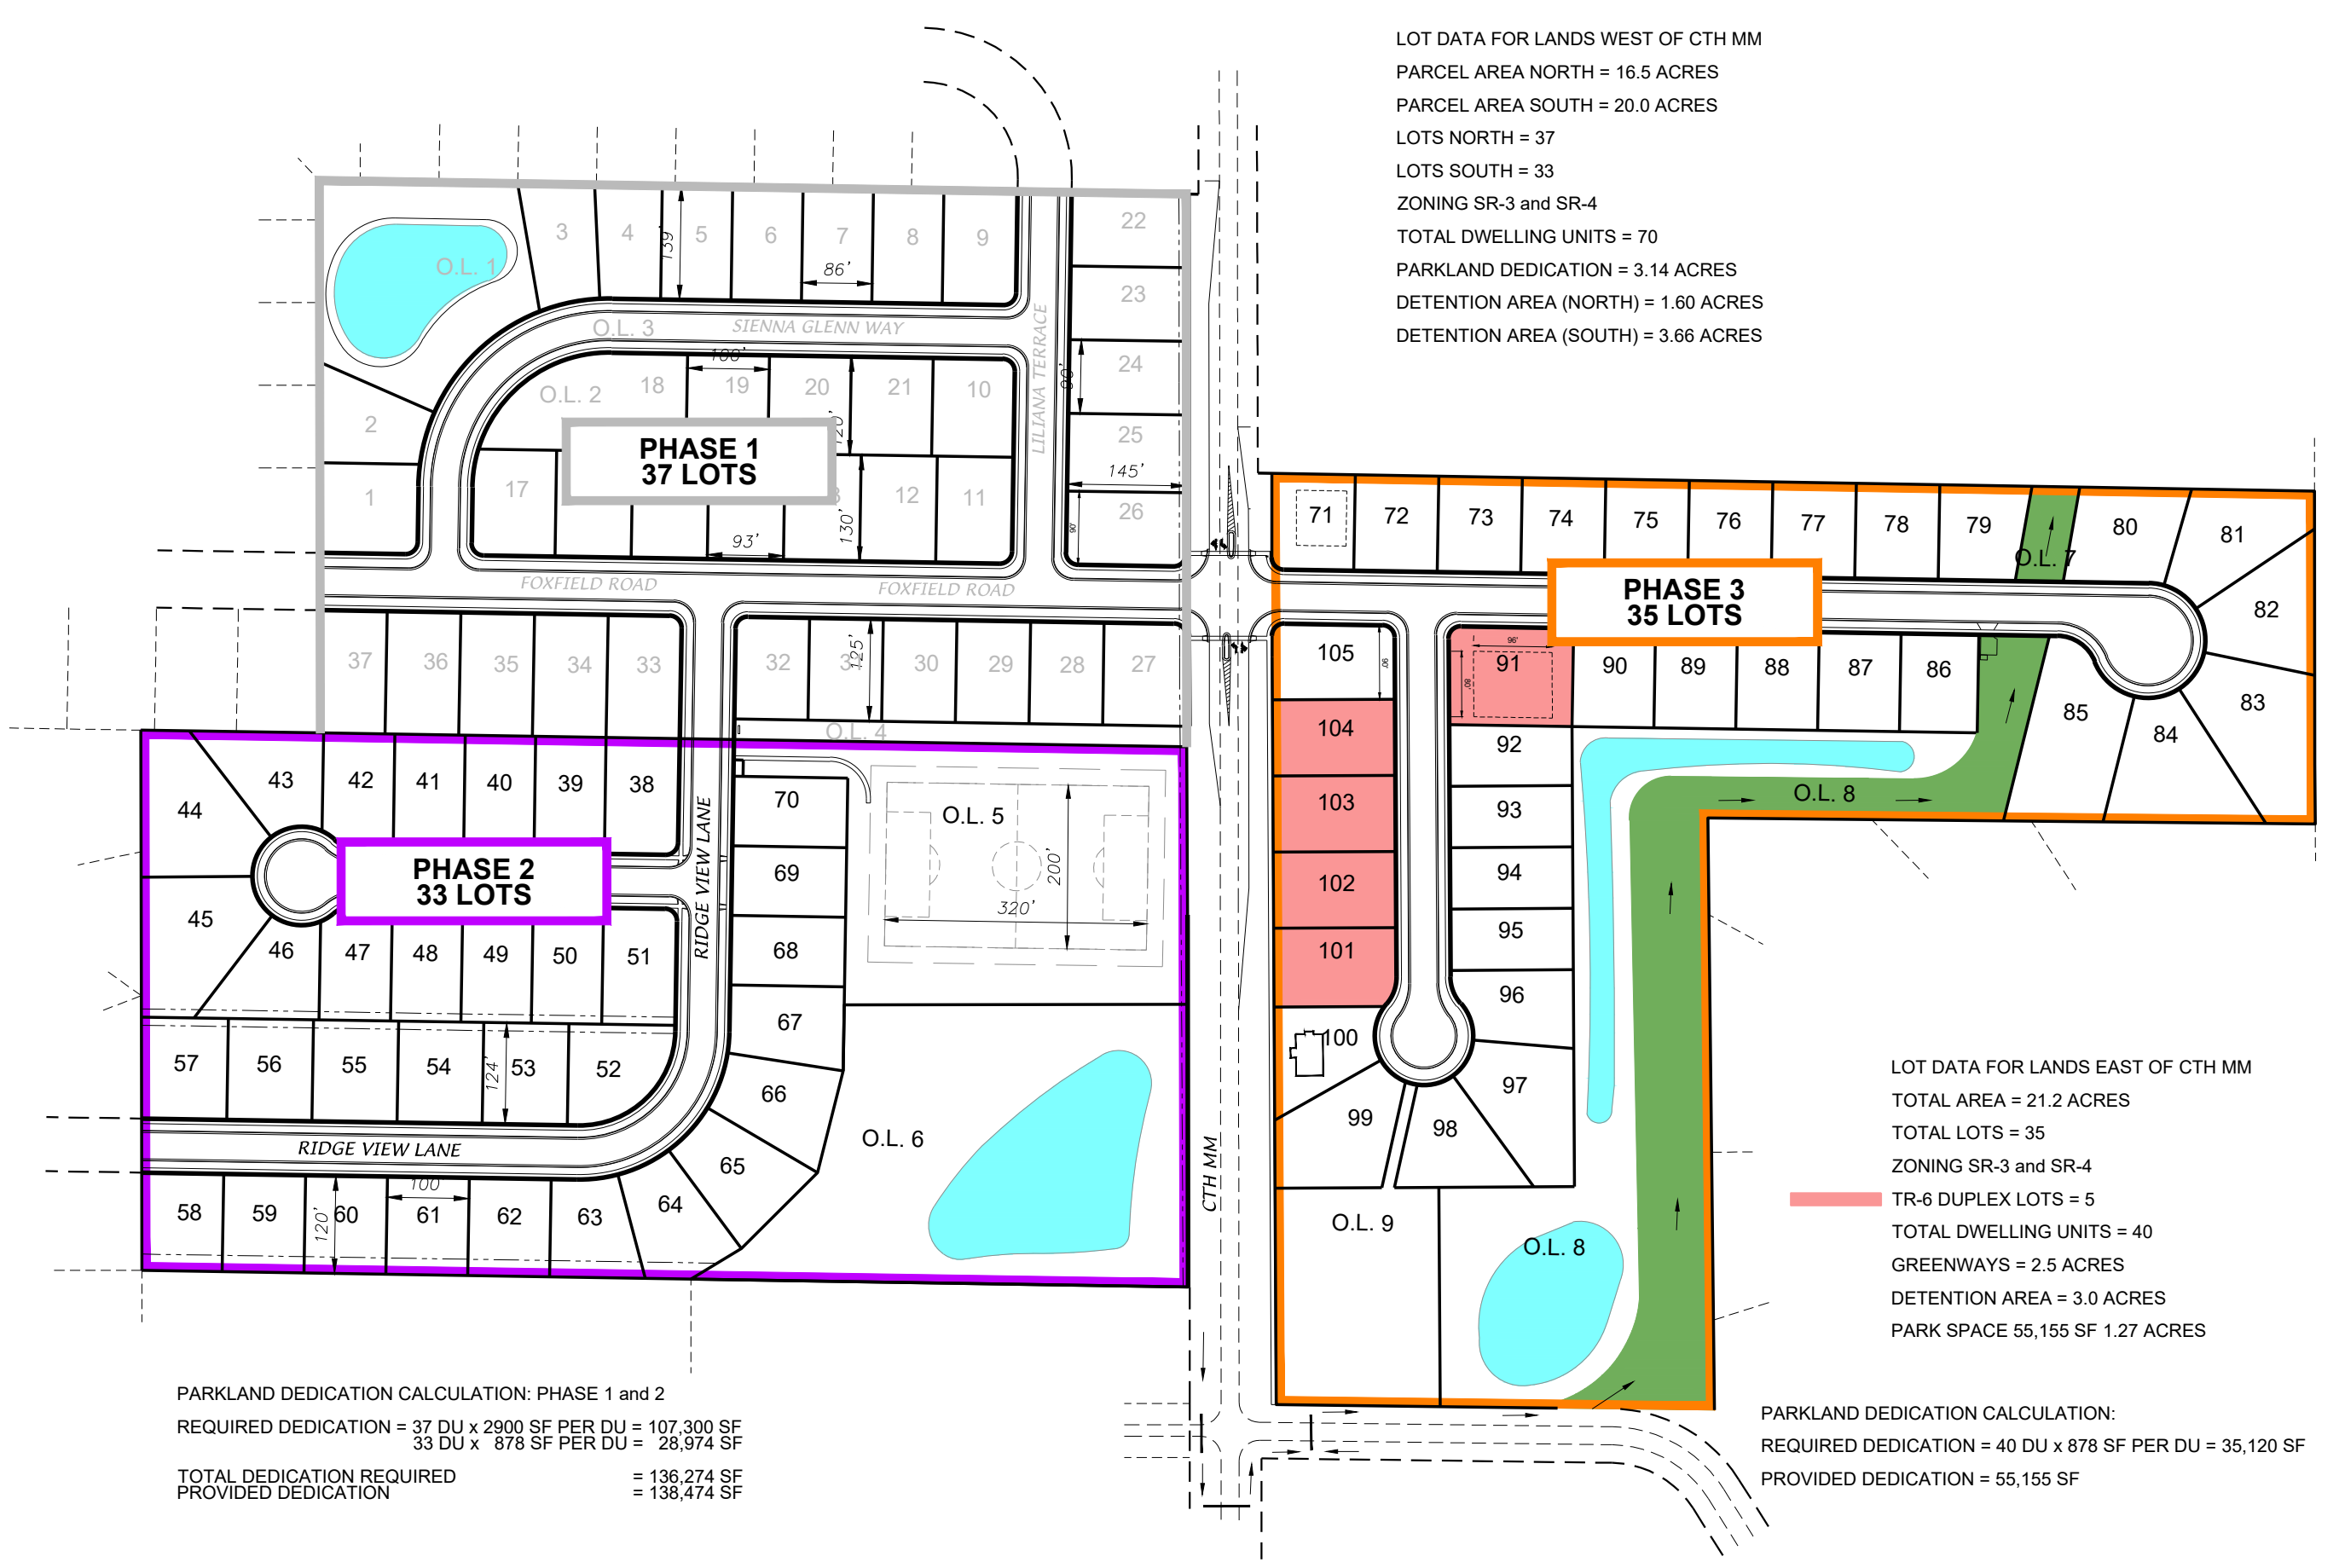 LOT DATA FOR LANDS WEST OF CTH MM
PARCEL AREA NORTH = 16.5 ACRES
PARCEL AREA SOUTH = 20.0 ACRES
LOTS NORTH = 37
LOTS SOUTH = 33
ZONING SR-3 and SR-4
TOTAL DWELLING UNITS = 70
PARKLAND DEDICATION = 3.14 ACRES
DETENTION AREA (NORTH) = 1.60 ACRES
DETENTION AREA (SOUTH) = 3.66 ACRES
O.L. 1
3
4
139'
5
6
7
8
9
86'
22
23
O.L. 3
SIENNA GLENN WAY
LILIANA TERRACE
100'
90'
24
O.L. 2
18
19
20
21
10
120'
2
25
145'
PHASE 1
37 LOTS
1
17
12
11
26
90'
93'
130'
FOXFIELD ROAD
FOXFIELD ROAD
37
36
35
34
33
32
125'
30
29
28
27
O.L. 4
71
72
73
74
75
76
77
78
79
O.L. 7
80
81
82
83
84
85
PHASE 3
35 LOTS
105
90'
96'
91
80'
90
89
88
87
86
104
92
103
93
O.L. 8
102
94
101
95
96
100
97
99
98
O.L. 9
O.L. 8
44
43
42
41
40
39
38
PHASE 2
33 LOTS
RIDGE VIEW LANE
70
O.L. 5
200'
320'
69
45
46
47
48
49
50
51
68
67
57
56
55
54
124'
53
52
66
RIDGE VIEW LANE
O.L. 6
65
CTH MM
58
59
120'
60
100
61
62
63
64
LOT DATA FOR LANDS EAST OF CTH MM
TOTAL AREA = 21.2 ACRES
TOTAL LOTS = 35
ZONING SR-3 and SR-4
TR-6 DUPLEX LOTS = 5
TOTAL DWELLING UNITS = 40
GREENWAYS = 2.5 ACRES
DETENTION AREA = 3.0 ACRES
PARK SPACE 55,155 SF 1.27 ACRES
PARKLAND DEDICATION CALCULATION: PHASE 1 and 2
REQUIRED DEDICATION = 37 DU x 2900 SF PER DU = 107,300 SF
33 DU x 878 SF PER DU = 28,974 SF
TOTAL DEDICATION REQUIRED = 136,274 SF
PROVIDED DEDICATION = 138,474 SF
PARKLAND DEDICATION CALCULATION:
REQUIRED DEDICATION = 40 DU x 878 SF PER DU = 35,120 SF
PROVIDED DEDICATION = 55,155 SF